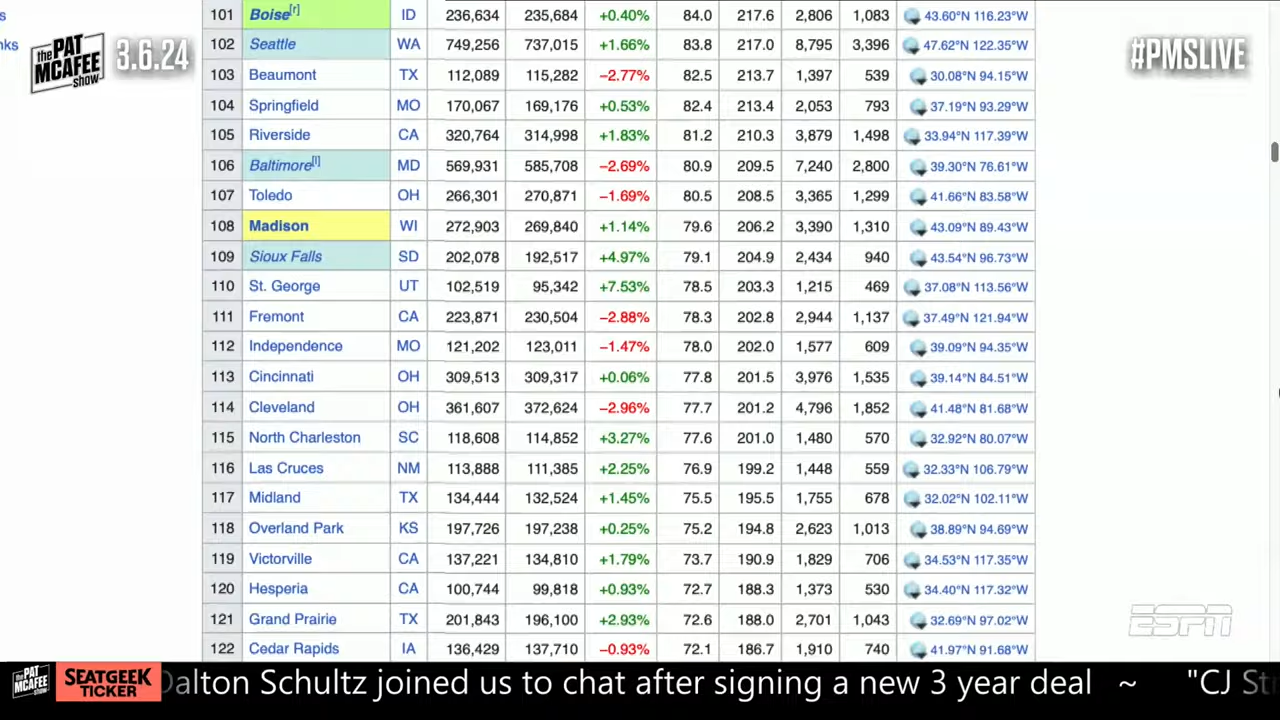 s
nks
the PAT MCAFEE show
3.6.24
#PMSLIVE
101 Boise[r] ID 236,634 235,684 +0.40% 84.0 217.6 2,806 1,083 43.60°N 116.23°W
102 Seattle WA 749,256 737,015 +1.66% 83.8 217.0 8,795 3,396 47.62°N 122.35°W
103 Beaumont TX 112,089 115,282 −2.77% 82.5 213.7 1,397 539 30.08°N 94.15°W
104 Springfield MO 170,067 169,176 +0.53% 82.4 213.4 2,053 793 37.19°N 93.29°W
105 Riverside CA 320,764 314,998 +1.83% 81.2 210.3 3,879 1,498 33.94°N 117.39°W
106 Baltimore[l] MD 569,931 585,708 −2.69% 80.9 209.5 7,240 2,800 39.30°N 76.61°W
107 Toledo OH 266,301 270,871 −1.69% 80.5 208.5 3,365 1,299 41.66°N 83.58°W
108 Madison WI 272,903 269,840 +1.14% 79.6 206.2 3,390 1,310 43.09°N 89.43°W
109 Sioux Falls SD 202,078 192,517 +4.97% 79.1 204.9 2,434 940 43.54°N 96.73°W
110 St. George UT 102,519 95,342 +7.53% 78.5 203.3 1,215 469 37.08°N 113.56°W
111 Fremont CA 223,871 230,504 −2.88% 78.3 202.8 2,944 1,137 37.49°N 121.94°W
112 Independence MO 121,202 123,011 −1.47% 78.0 202.0 1,577 609 39.09°N 94.35°W
113 Cincinnati OH 309,513 309,317 +0.06% 77.8 201.5 3,976 1,535 39.14°N 84.51°W
114 Cleveland OH 361,607 372,624 −2.96% 77.7 201.2 4,796 1,852 41.48°N 81.68°W
115 North Charleston SC 118,608 114,852 +3.27% 77.6 201.0 1,480 570 32.92°N 80.07°W
116 Las Cruces NM 113,888 111,385 +2.25% 76.9 199.2 1,448 559 32.33°N 106.79°W
117 Midland TX 134,444 132,524 +1.45% 75.5 195.5 1,755 678 32.02°N 102.11°W
118 Overland Park KS 197,726 197,238 +0.25% 75.2 194.8 2,623 1,013 38.89°N 94.69°W
119 Victorville CA 137,221 134,810 +1.79% 73.7 190.9 1,829 706 34.53°N 117.35°W
120 Hesperia CA 100,744 99,818 +0.93% 72.7 188.3 1,373 530 34.40°N 117.32°W
121 Grand Prairie TX 201,843 196,100 +2.93% 72.6 188.0 2,701 1,043 32.69°N 97.02°W
122 Cedar Rapids IA 136,429 137,710 −0.93% 72.1 186.7 1,910 740 41.97°N 91.68°W
ESPN
the PAT MCAFEE show
SEATGEEK TICKER
Dalton Schultz joined us to chat after signing a new 3 year deal ~ "CJ St